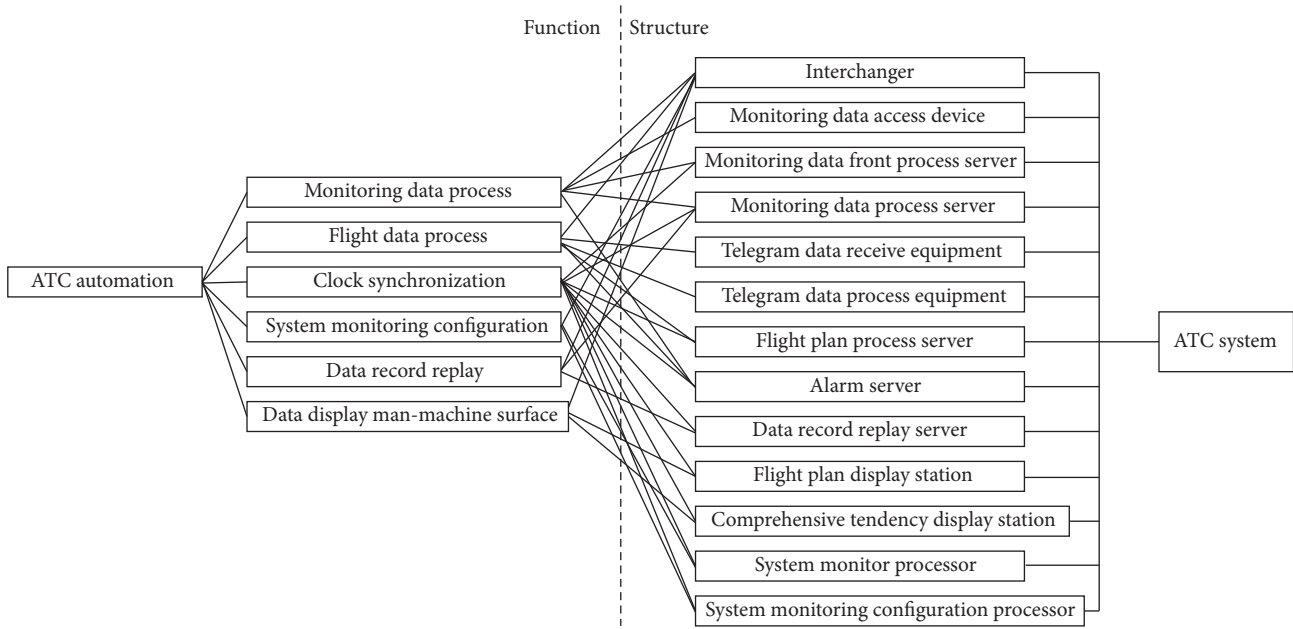 Function
Structure
ATC automation
Monitoring data process
Flight data process
Clock synchronization
System monitoring configuration
Data record replay
Data display man-machine surface
Interchanger
Monitoring data access device
Monitoring data front process server
Monitoring data process server
Telegram data receive equipment
Telegram data process equipment
Flight plan process server
Alarm server
Data record replay server
Flight plan display station
Comprehensive tendency display station
System monitor processor
System monitoring configuration processor
ATC system